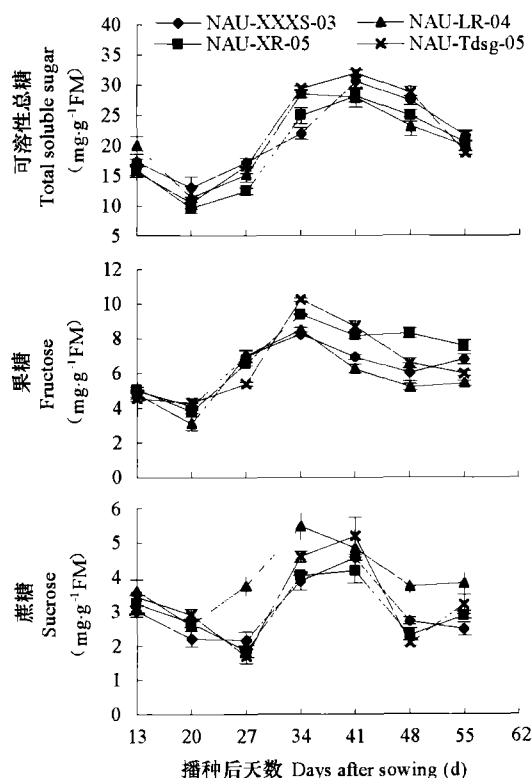 NAU-XXXS-03 NAU-LR-04
NAU-XR-05 NAU-Tdsg-05
可溶性总糖
Total soluble sugar
(mg·g⁻¹FM)
40
35
30
25
20
15
10
5
果糖
Fructose
(mg·g⁻¹FM)
12
10
8
6
4
2
0
蔗糖
Sucrose
(mg·g⁻¹FM)
6
5
4
3
2
1
0
13 20 27 34 41 48 55 62
播种后天数 Days after sowing (d)